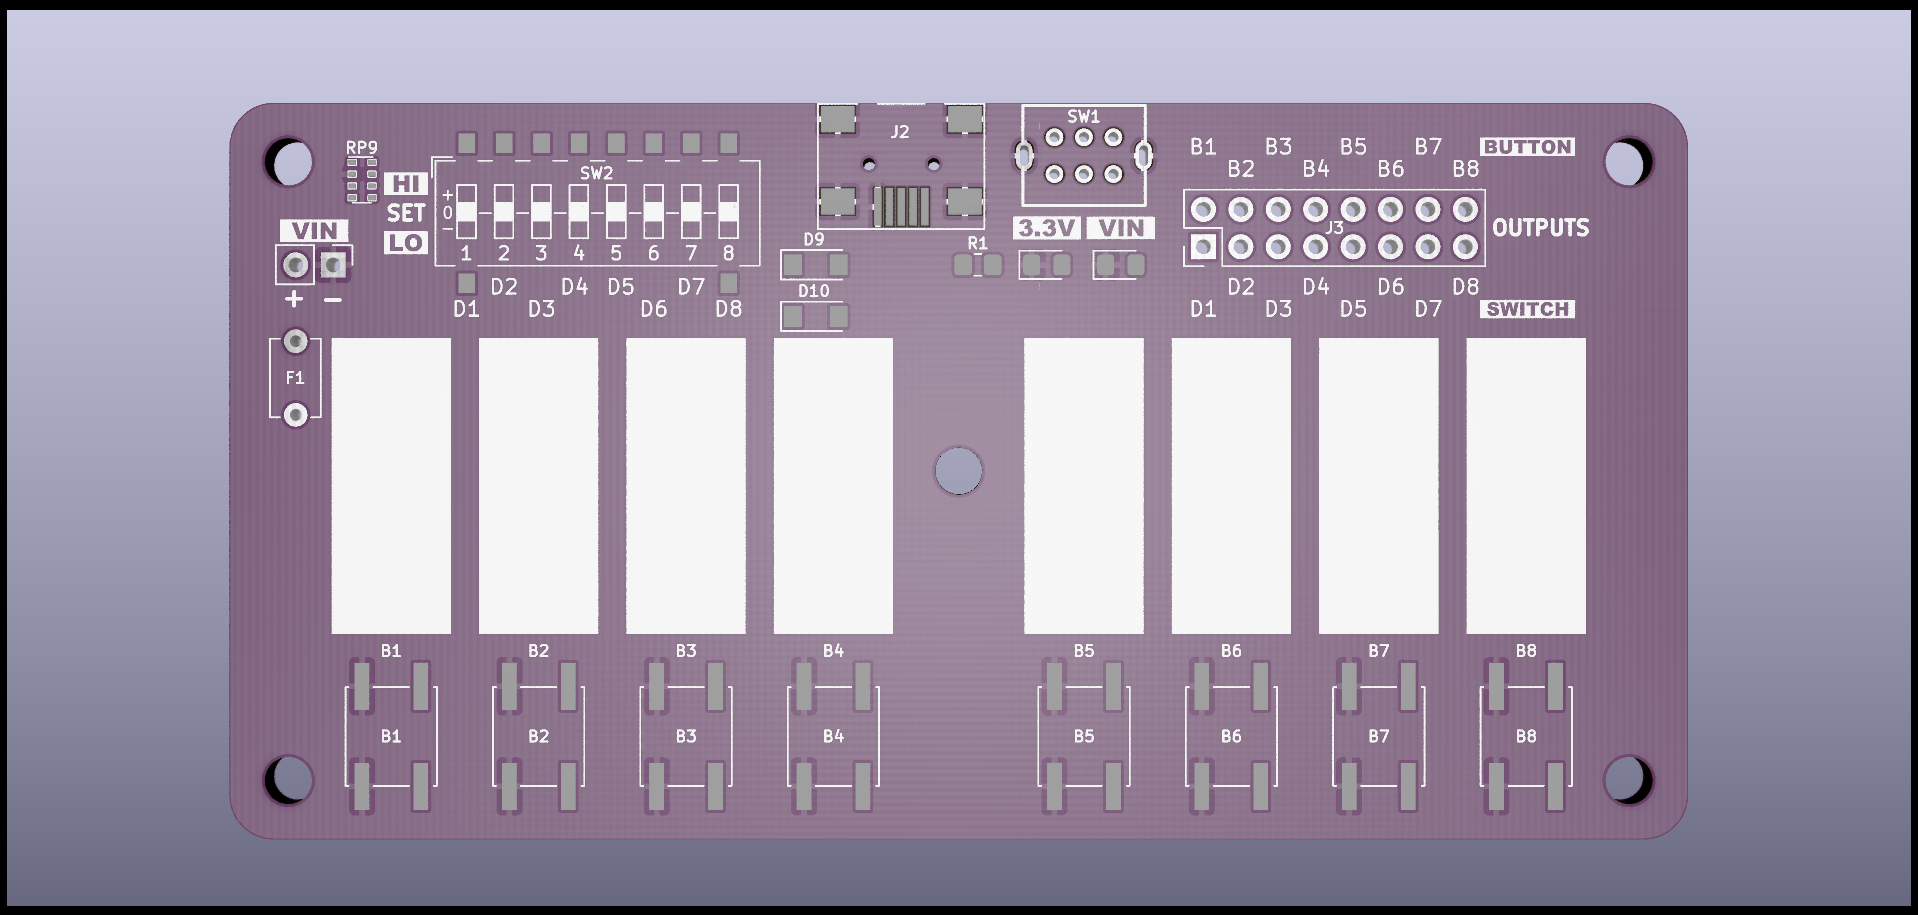 J2
SW1
RP9
B1 B3 B5 B7 BUTTON
B2 B4 B6 B8
HI
SW2
+
SET
0
LO
−
VIN
1 2 3 4 5 6 7 8
3.3V VIN
J3
OUTPUTS
D9
R1
D2 D4 D5 D7
D1 D3 D6 D8
+ −
D10
D2 D4 D6 D8
D1 D3 D5 D7 SWITCH
F1
B1 B2 B3 B4 B5 B6 B7 B8
B1 B2 B3 B4 B5 B6 B7 B8